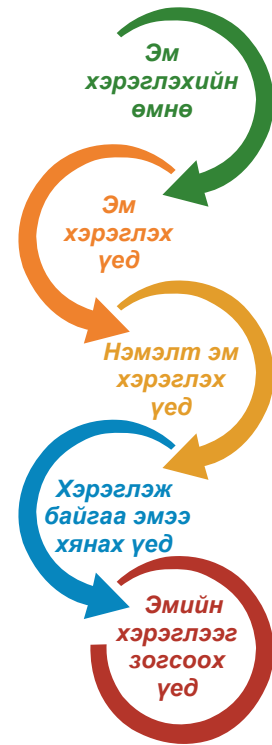 Эм
хэрэглэхийн
өмнө
Эм
хэрэглэх
үед
Нэмэлт эм
хэрэглэх
үед
Хэрэглэж
байгаа эмээ
хянах үед
Эмийн
хэрэглээг
зогсоох
үед